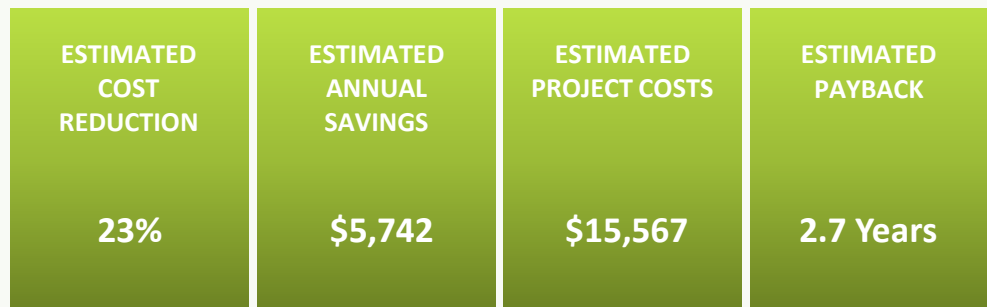 ESTIMATED
COST
REDUCTION
23%
ESTIMATED
ANNUAL
SAVINGS
$5,742
ESTIMATED
PROJECT COSTS
$15,567
ESTIMATED
PAYBACK
2.7 Years